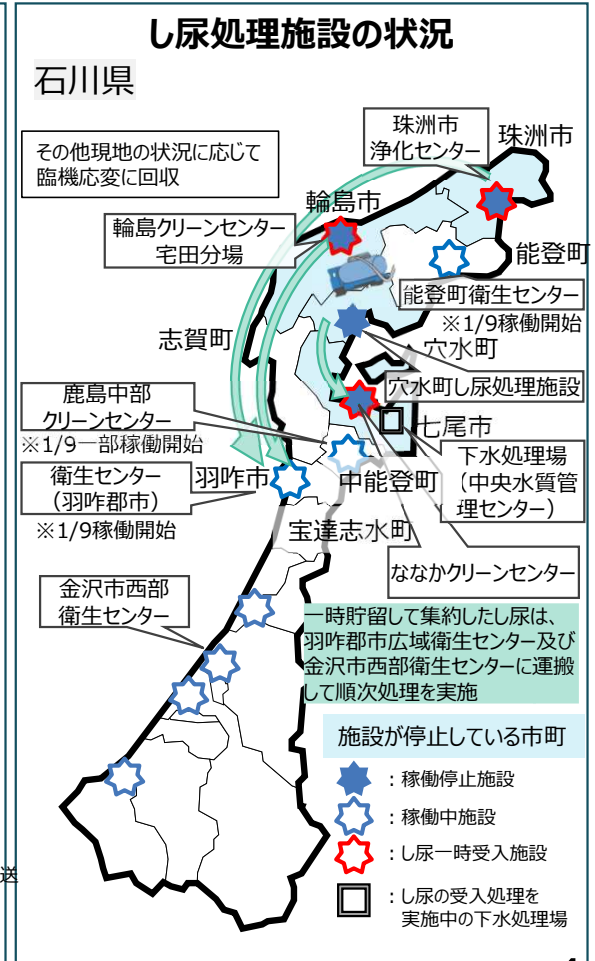 し尿処理施設の状況
石川県
その他現地の状況に応じて
臨機応変に回収
珠洲市
浄化センター
珠洲市
輪島市
輪島クリーンセンター
宅田分場
能登町
能登町衛生センター
※1/9稼働開始
志賀町
穴水町
穴水町し尿処理施設
鹿島中部
クリーンセンター
※1/9一部稼働開始
七尾市
下水処理場
（中央水質管
理センター）
衛生センター
（羽咋郡市）
※1/9稼働開始
羽咋市
中能登町
宝達志水町
ななかクリーンセンター
金沢市西部
衛生センター
一時貯留して集約したし尿は、
羽咋郡市広域衛生センター及び
金沢市西部衛生センターに運搬
して順次処理を実施
施設が停止している市町
：稼働停止施設
：稼働中施設
：し尿一時受入施設
：し尿の受入処理を
実施中の下水処理場
送